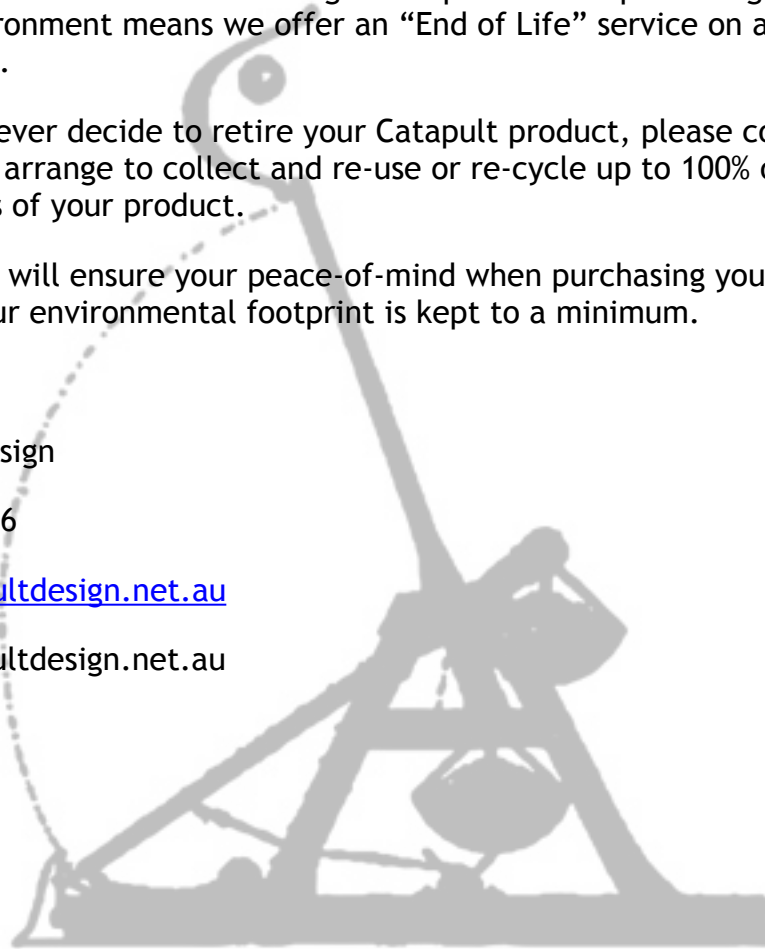 ronment means we offer an “End of Life” service on a
.
ever decide to retire your Catapult product, please co
arrange to collect and re-use or re-cycle up to 100% o
s of your product.
will ensure your peace-of-mind when purchasing you
ur environmental footprint is kept to a minimum.
sign
6
ultdesign.net.au
ultdesign.net.au